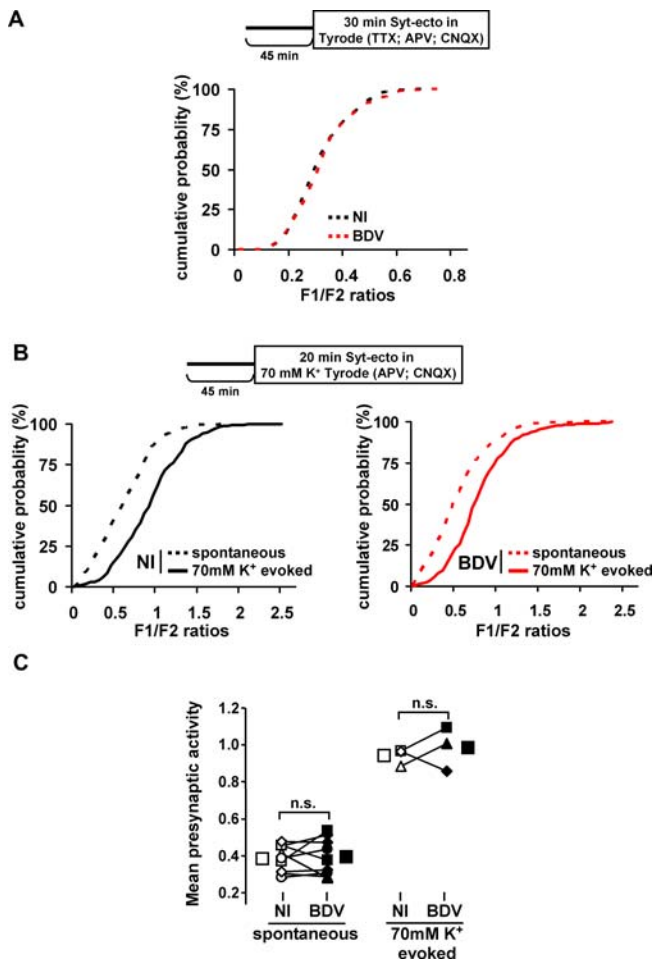 A
30 min Syt-ecto in
Tyrode (TTX; APV; CNQX)
45 min
cumulative probablity (%)
100
75
50
25
0
NI
BDV
0 0.2 0.4 0.6 0.8
F1/F2 ratios
B
20 min Syt-ecto in
70 mM K⁺ Tyrode (APV; CNQX)
45 min
cumulative probablity (%)
100
75
50
25
0
NI
spontaneous
70mM K⁺ evoked
0 0.5 1 1.5 2 2.5
F1/F2 ratios
cumulative probablity (%)
100
75
50
25
0
BDV
spontaneous
70mM K⁺ evoked
0 0.5 1 1.5 2 2.5
F1/F2 ratios
C
Mean presynaptic activity
1.2
1.0
0.8
0.6
0.4
0.2
n.s.
n.s.
NI BDV NI BDV
spontaneous 70mM K⁺
evoked